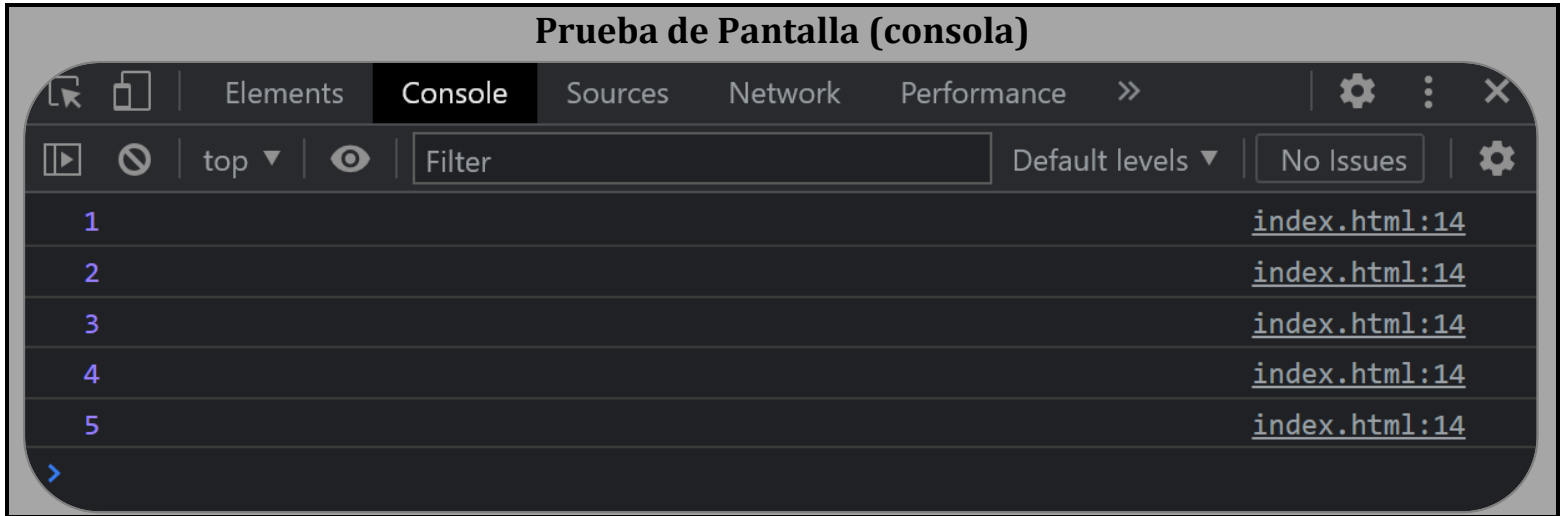 Prueba de Pantalla (consola)
Elements Console Sources Network Performance »
top ▼ Filter Default levels ▼ No Issues
1 index.html:14
2 index.html:14
3 index.html:14
4 index.html:14
5 index.html:14
>